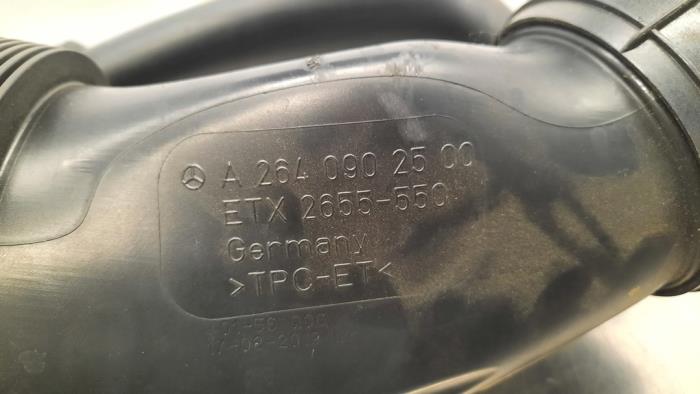 A 264 090 25 00
ETX 2655-550
Germany
>TPC-ET<